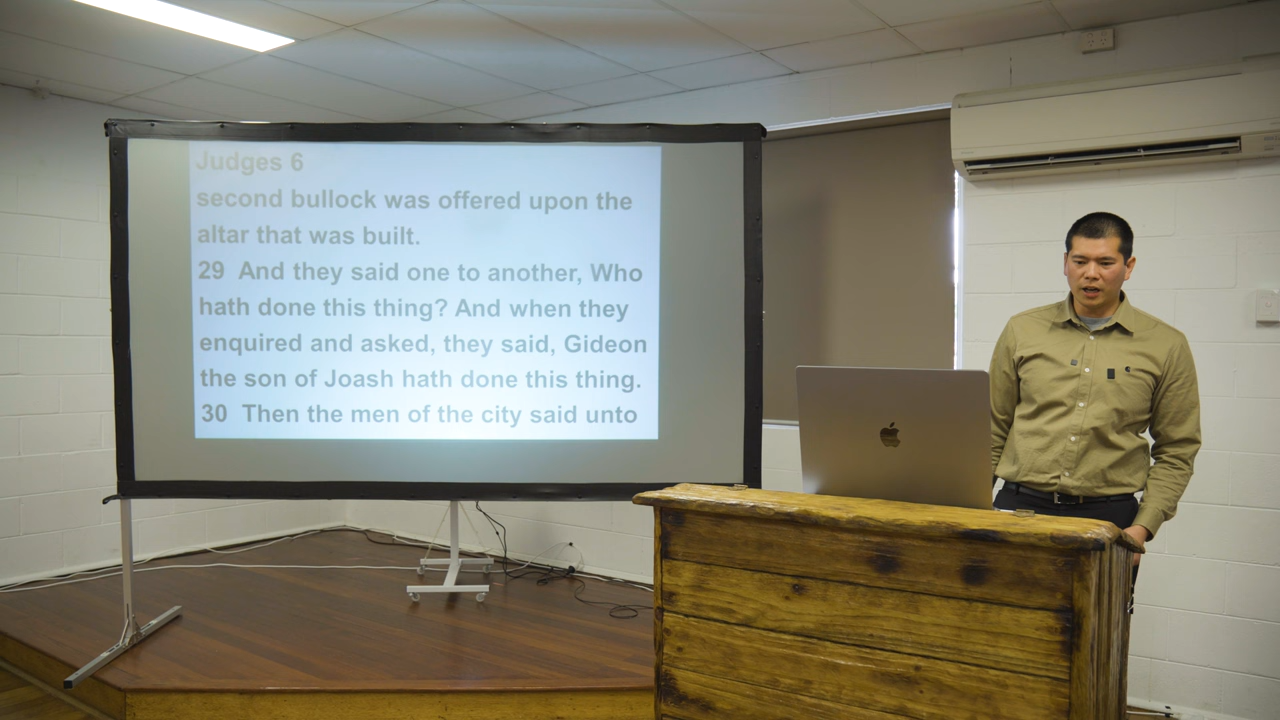 Judges 6
second bullock was offered upon the
altar that was built.
29 And they said one to another, Who
hath done this thing? And when they
enquired and asked, they said, Gideon
the son of Joash hath done this thing.
30 Then the men of the city said unto